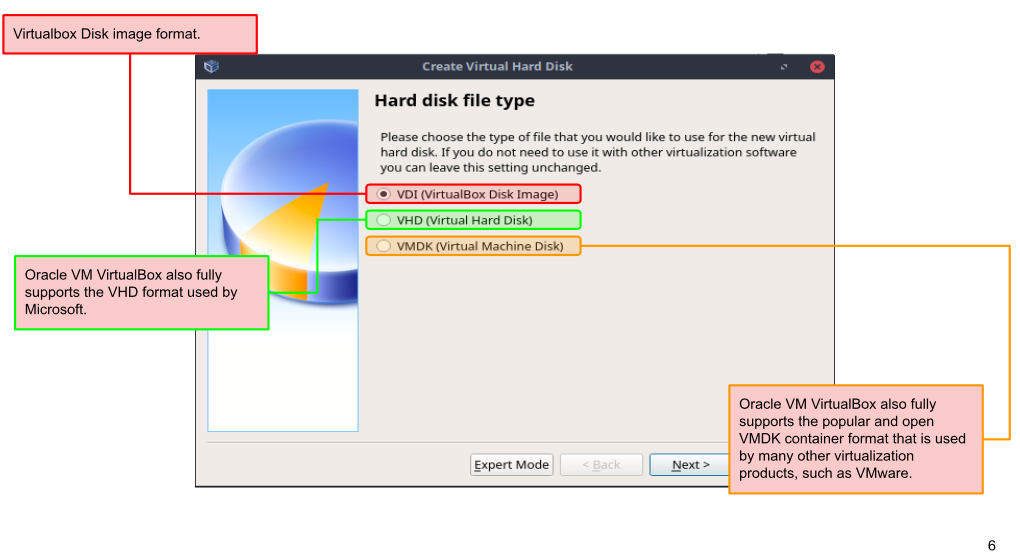 Virtualbox Disk image format.
Create Virtual Hard Disk
Hard disk file type
Please choose the type of file that you would like to use for the new virtual
hard disk. If you do not need to use it with other virtualization software
you can leave this setting unchanged.
VDI (VirtualBox Disk Image)
VHD (Virtual Hard Disk)
VMDK (Virtual Machine Disk)
Oracle VM VirtualBox also fully
supports the VHD format used by
Microsoft.
Oracle VM VirtualBox also fully
supports the popular and open
VMDK container format that is used
by many other virtualization
products, such as VMware.
Expert Mode
< Back
Next >
6